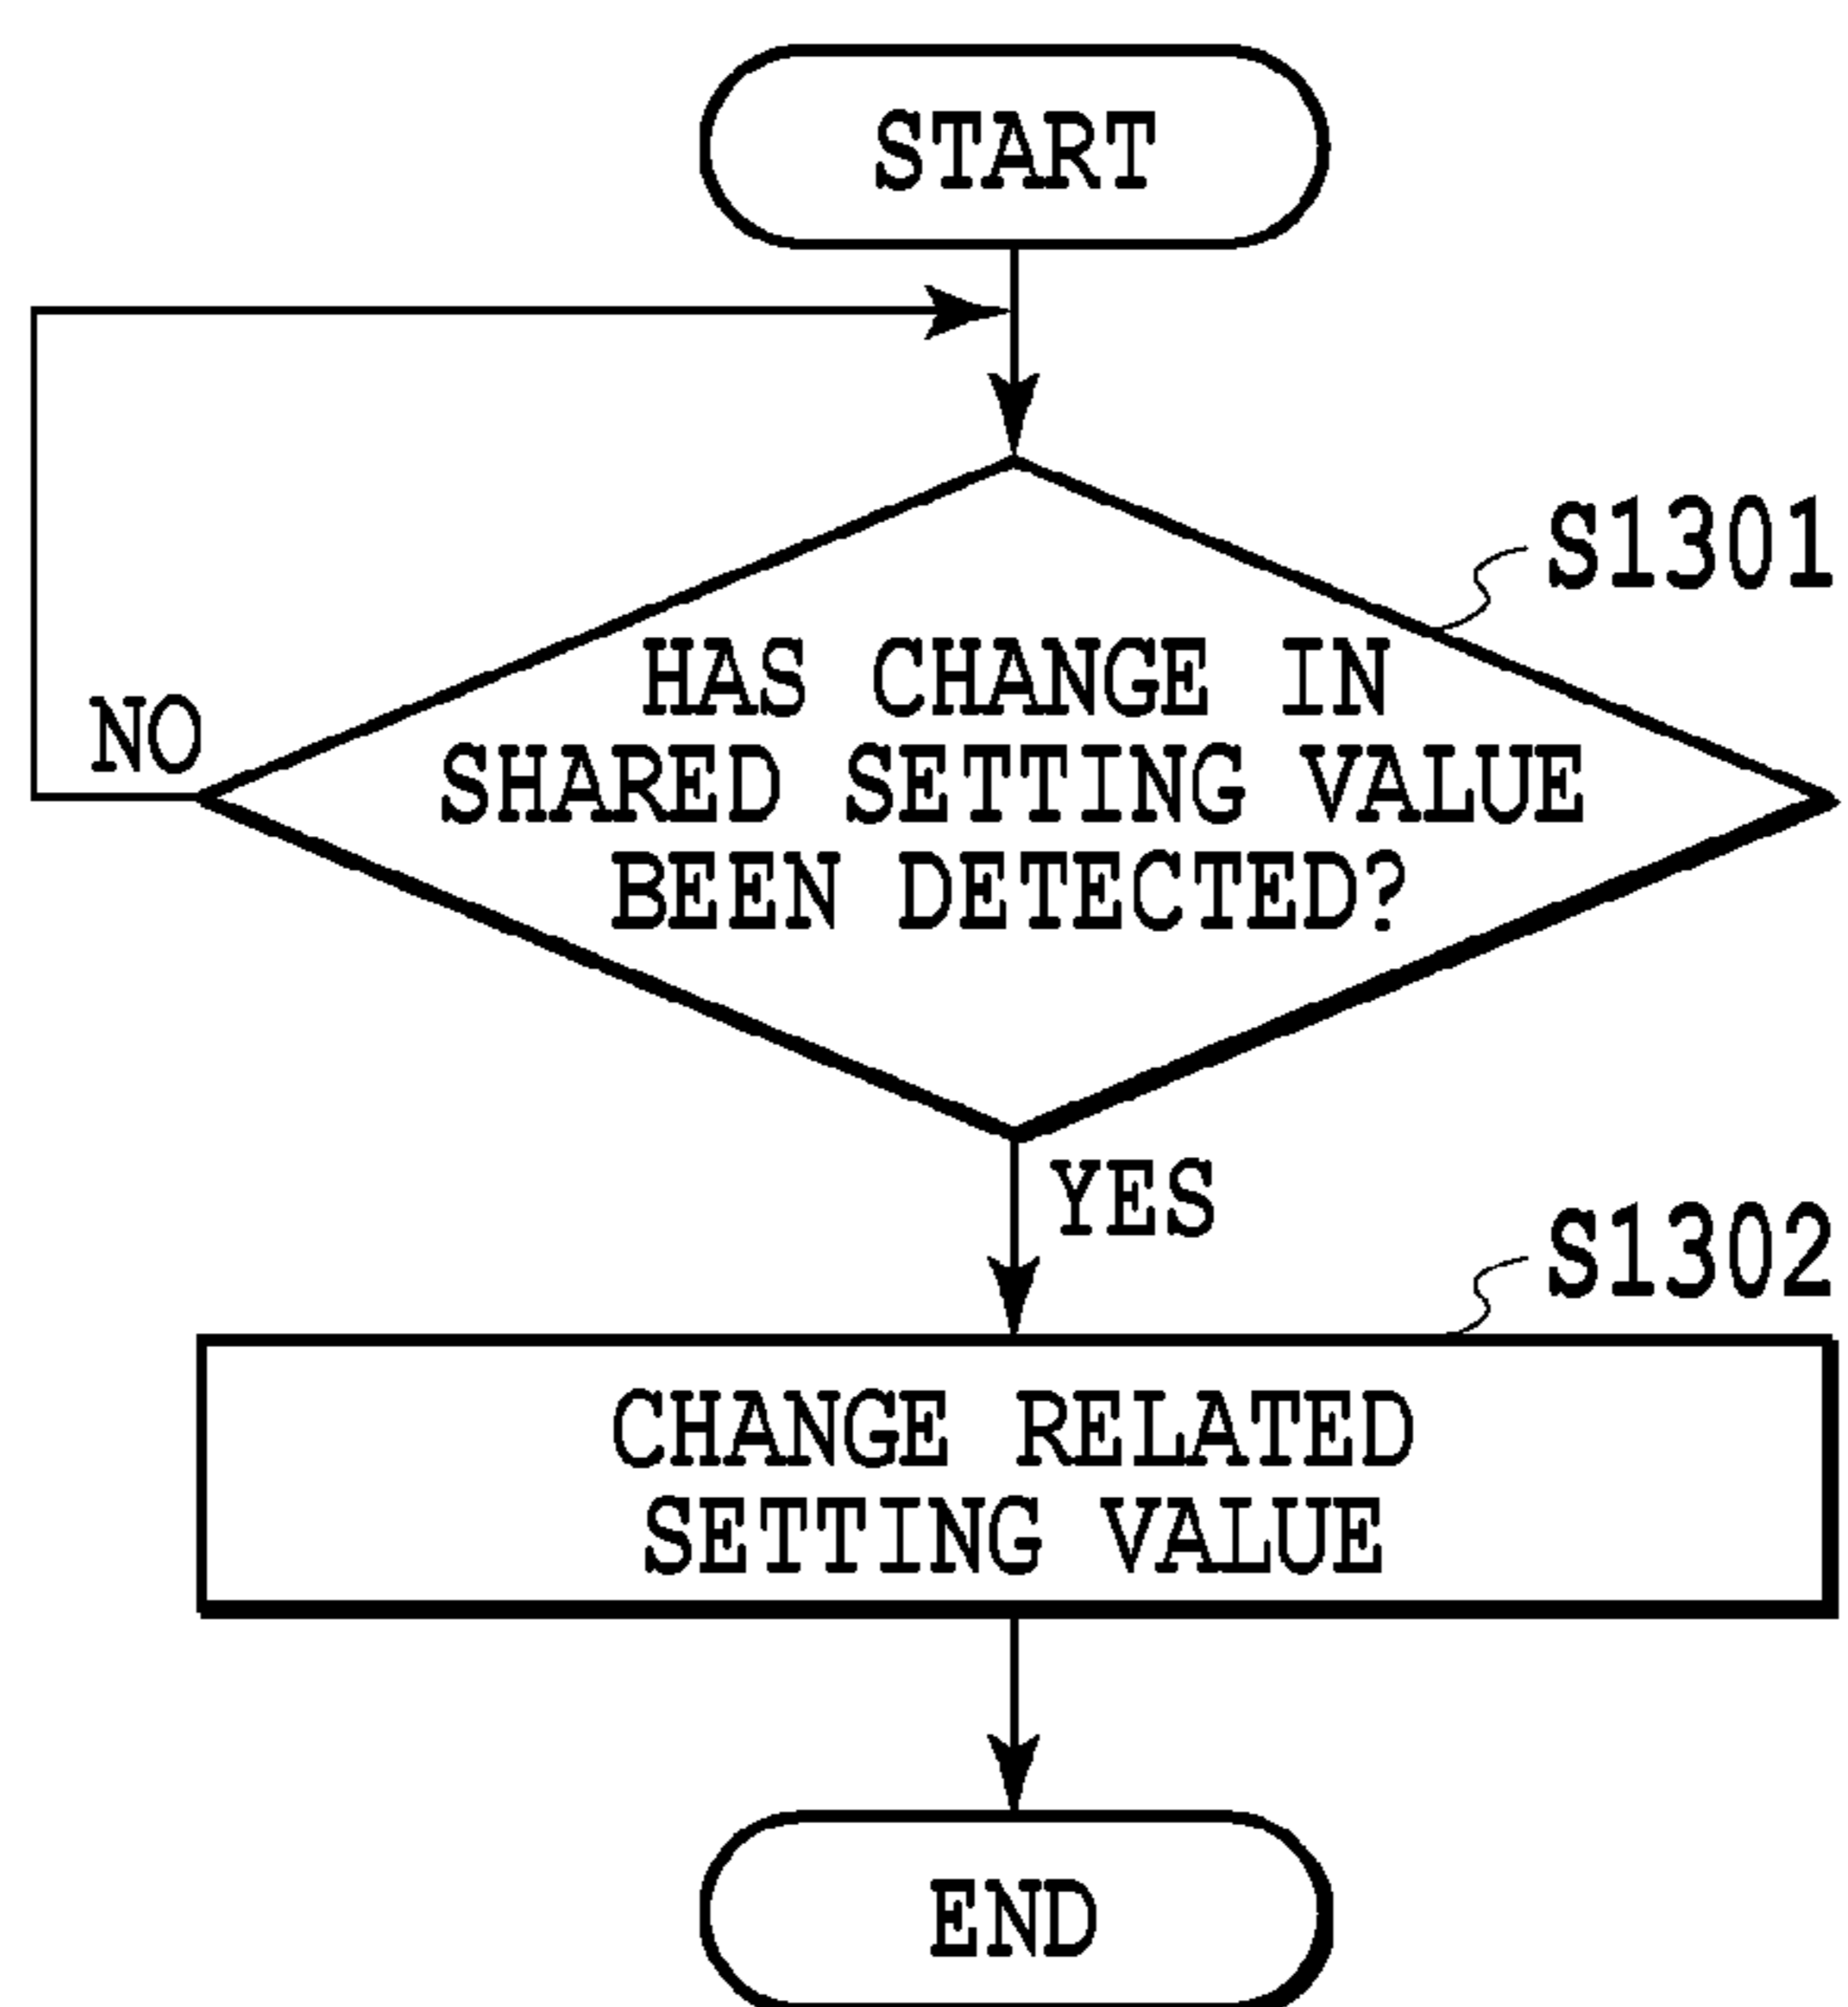 START
S1301
HAS CHANGE IN
SHARED SETTING VALUE
BEEN DETECTED?
NO
YES
S1302
CHANGE RELATED
SETTING VALUE
END